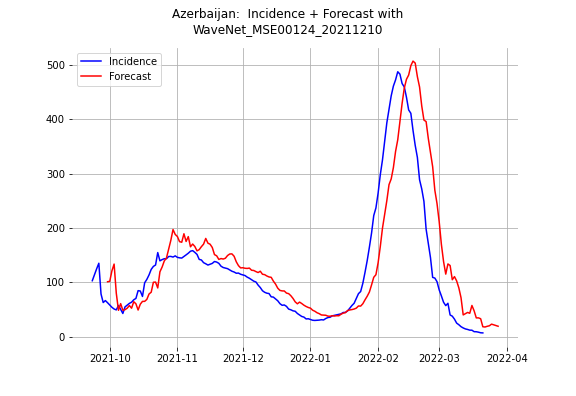 Azerbaijan:  Incidence + Forecast with
WaveNet_MSE00124_20211210
Incidence
Forecast
500
400
300
200
100
0
2021-10 2021-11 2021-12 2022-01 2022-02 2022-03 2022-04